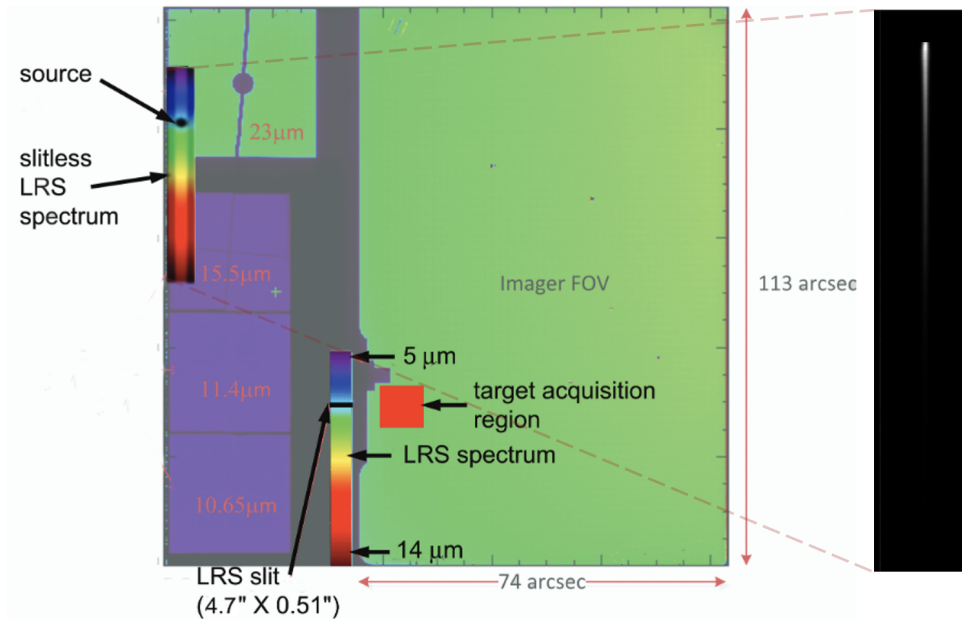 source
slitless
LRS
spectrum
23μm
15.5μm
11.4μm
10.65μm
Imager FOV
113 arcsec
5 μm
target acquisition
region
LRS spectrum
14 μm
LRS slit
(4.7" X 0.51")
74 arcsec